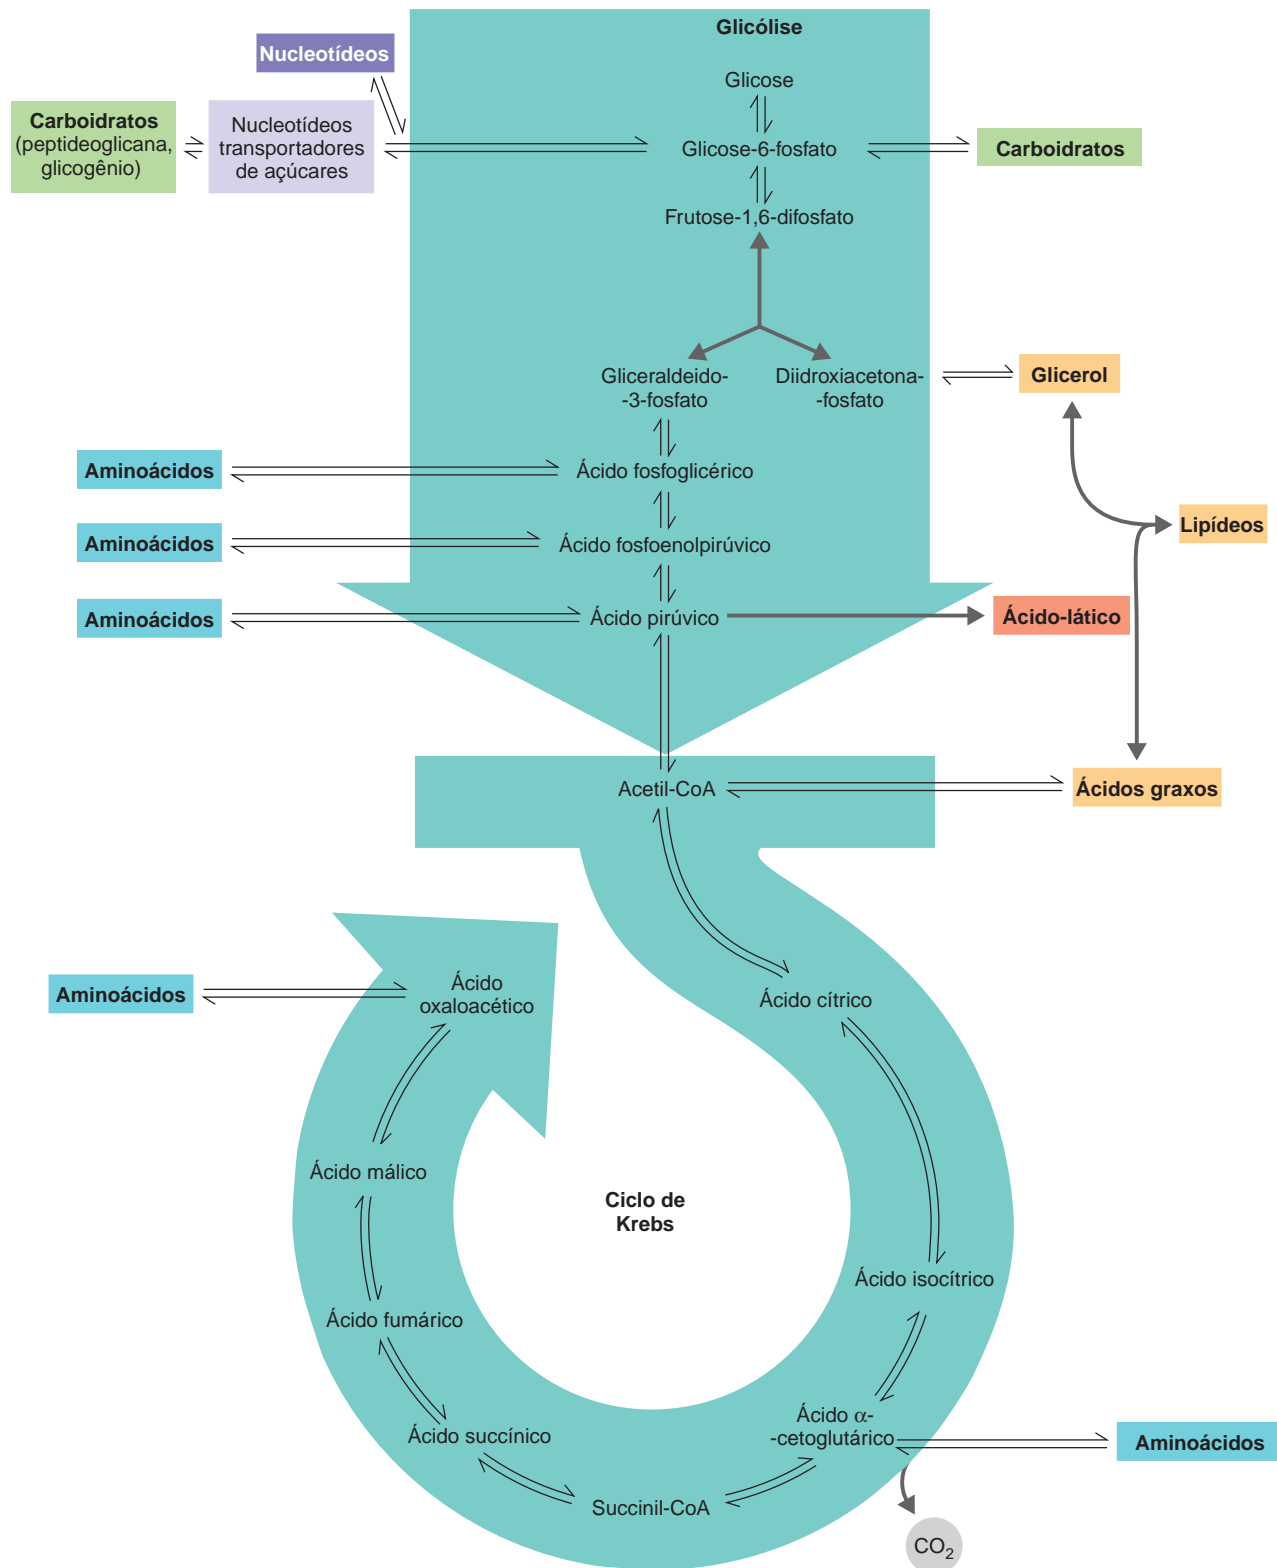 Glicólise
Nucleotídeos
Glicose
Carboidratos
(peptideoglicana,
glicogênio)
Nucleotídeos
transportadores
de açúcares
Glicose-6-fosfato
Carboidratos
Frutose-1,6-difosfato
Gliceraldeido-
-3-fosfato
Diidroxiacetona-
-fosfato
Glicerol
Aminoácidos
Ácido fosfoglicérico
Lipídeos
Aminoácidos
Ácido fosfoenolpirúvico
Aminoácidos
Ácido pirúvico
Ácido-lático
Acetil-CoA
Ácidos graxos
Aminoácidos
Ácido
oxaloacético
Ácido cítrico
Ácido málico
Ciclo de
Krebs
Ácido isocítrico
Ácido fumárico
Ácido succínico
Ácido α-
-cetoglutárico
Aminoácidos
Succinil-CoA
CO₂